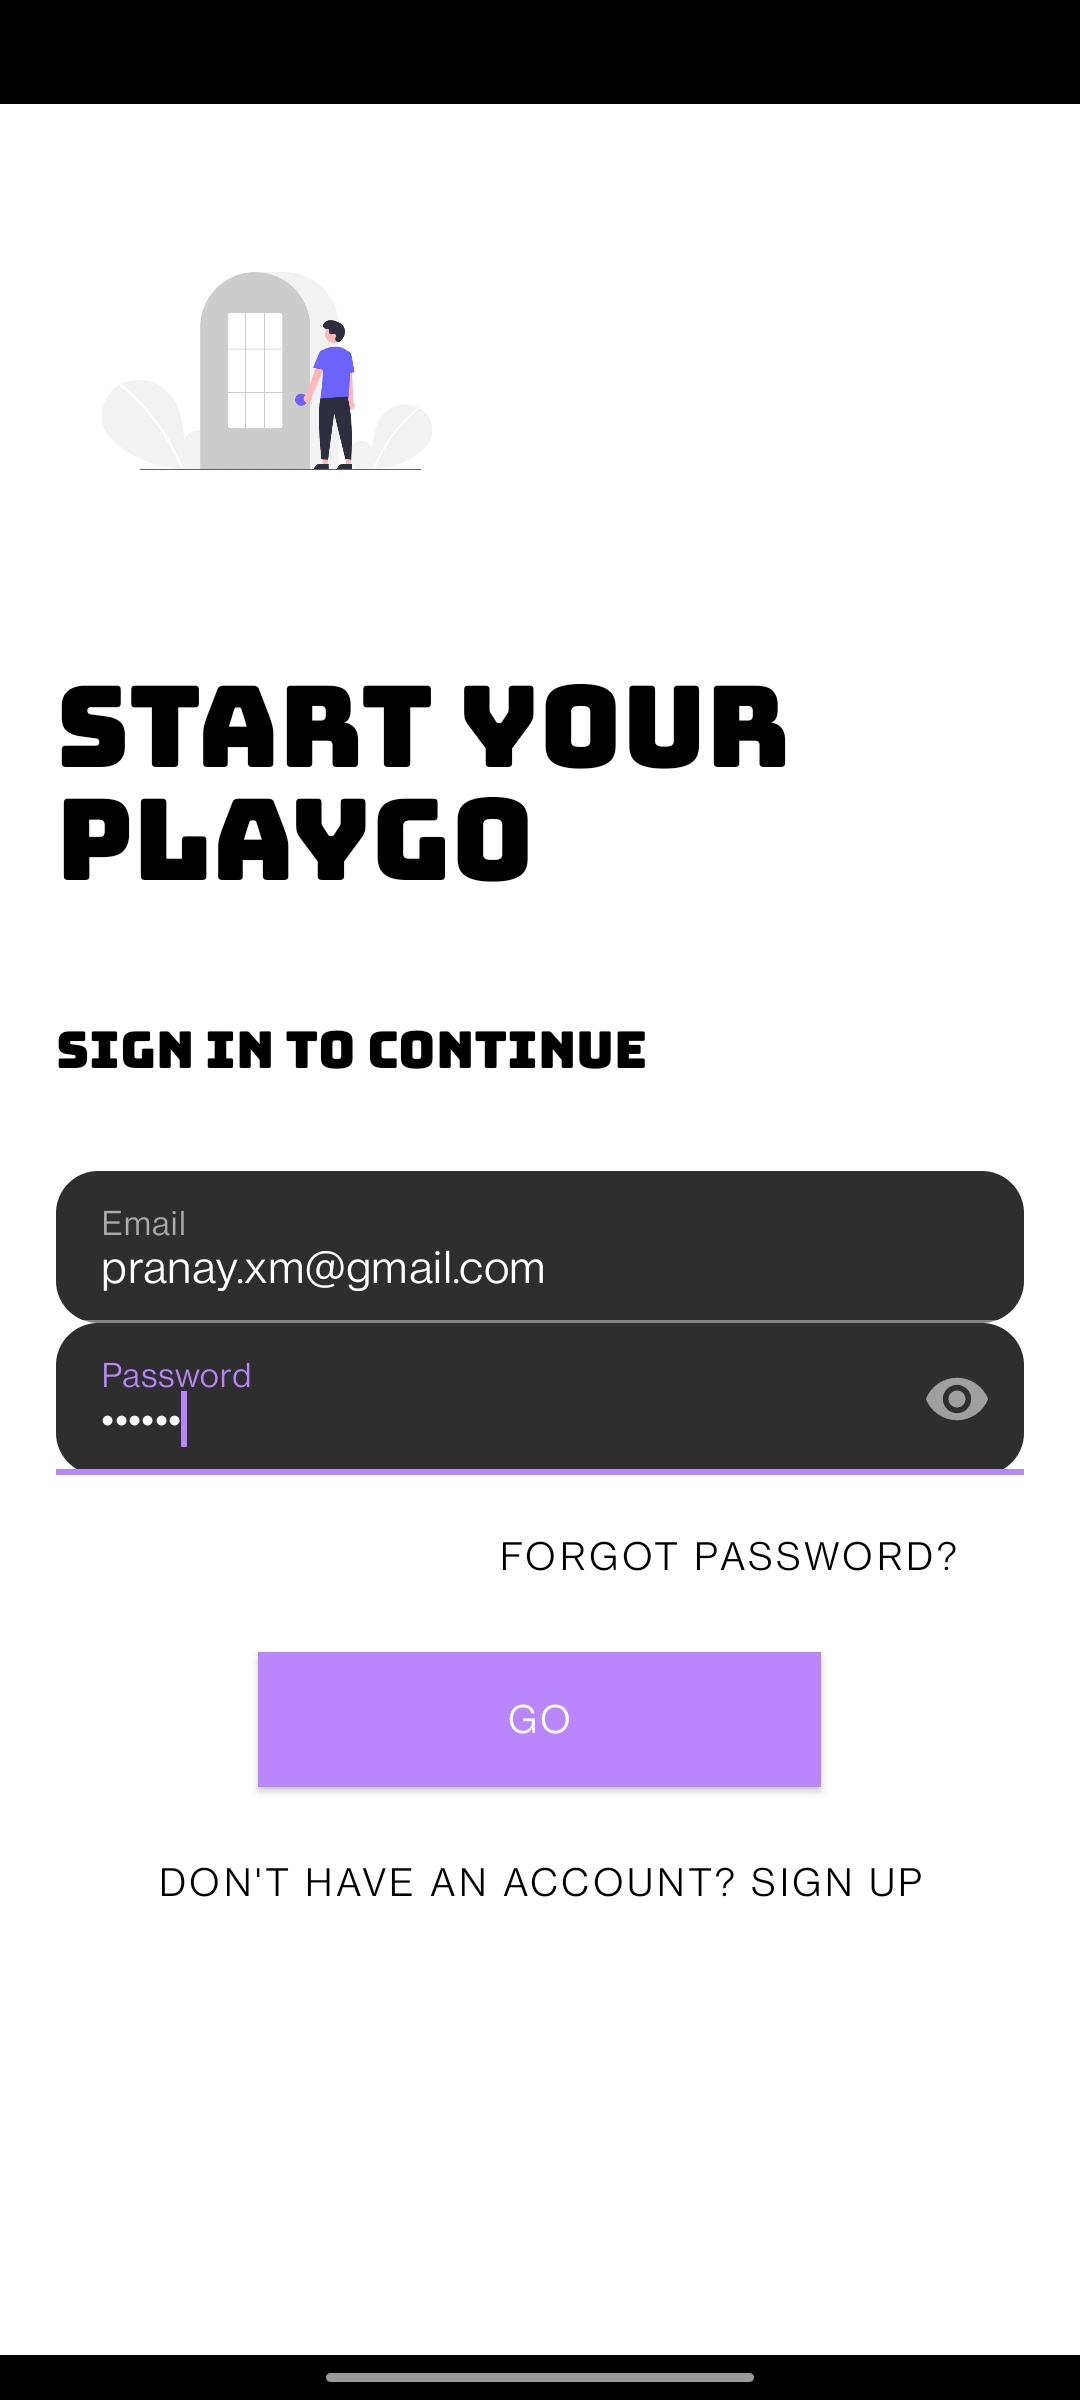 START YOUR
PLAYGO
SIGN IN TO CONTINUE
Email
pranay.xm@gmail.com
Password
••••••
FORGOT PASSWORD?
GO
DON'T HAVE AN ACCOUNT? SIGN UP